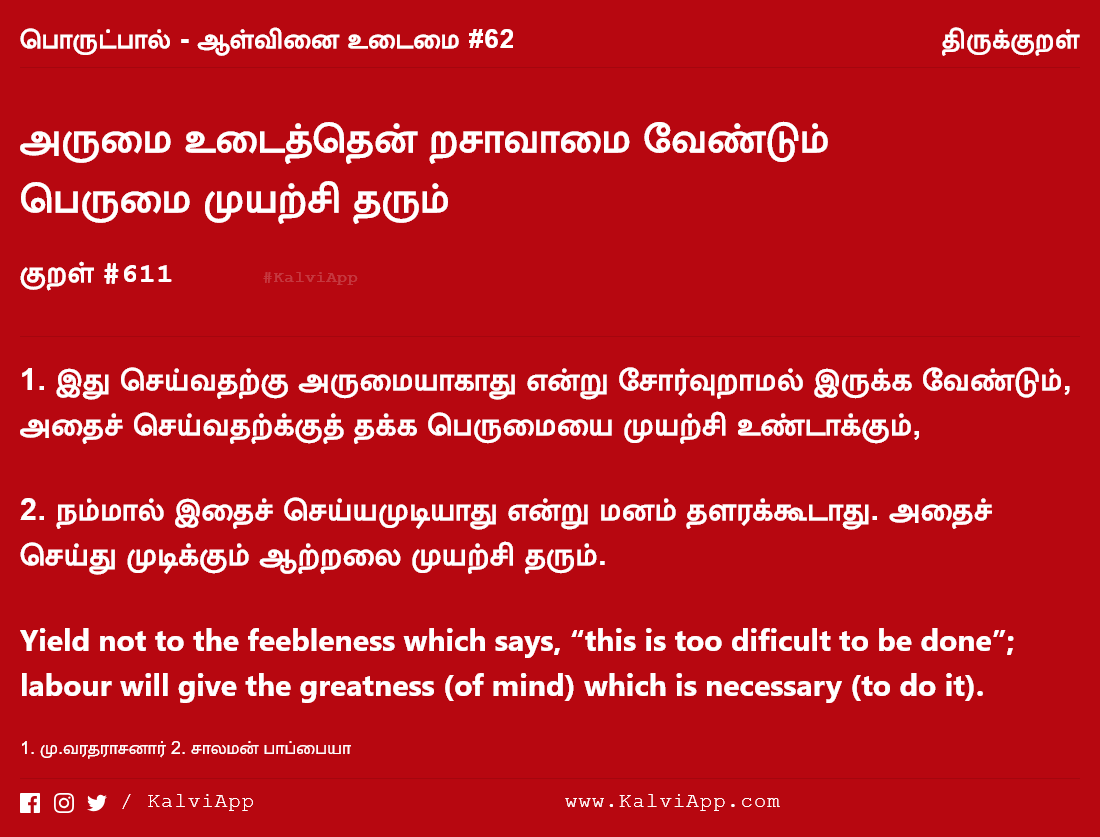 பொருட்பால் - ஆள்வினை உடைமை #62 திருக்குறள்
அருமை உடைத்தென் றசாவாமை வேண்டும்
பெருமை முயற்சி தரும்
குறள் #611 #KalviApp
1. இது செய்வதற்கு அருமையாகாது என்று சோர்வுறாமல் இருக்க வேண்டும்,
அதைச் செய்வதற்க்குத் தக்க பெருமையை முயற்சி உண்டாக்கும்,
2. நம்மால் இதைச் செய்யமுடியாது என்று மனம் தளரக்கூடாது. அதைச்
செய்து முடிக்கும் ஆற்றலை முயற்சி தரும்.
Yield not to the feebleness which says, “this is too dificult to be done”;
labour will give the greatness (of mind) which is necessary (to do it).
1. மு.வரதராசனார் 2. சாலமன் பாப்பையா
/ KalviApp www.KalviApp.com